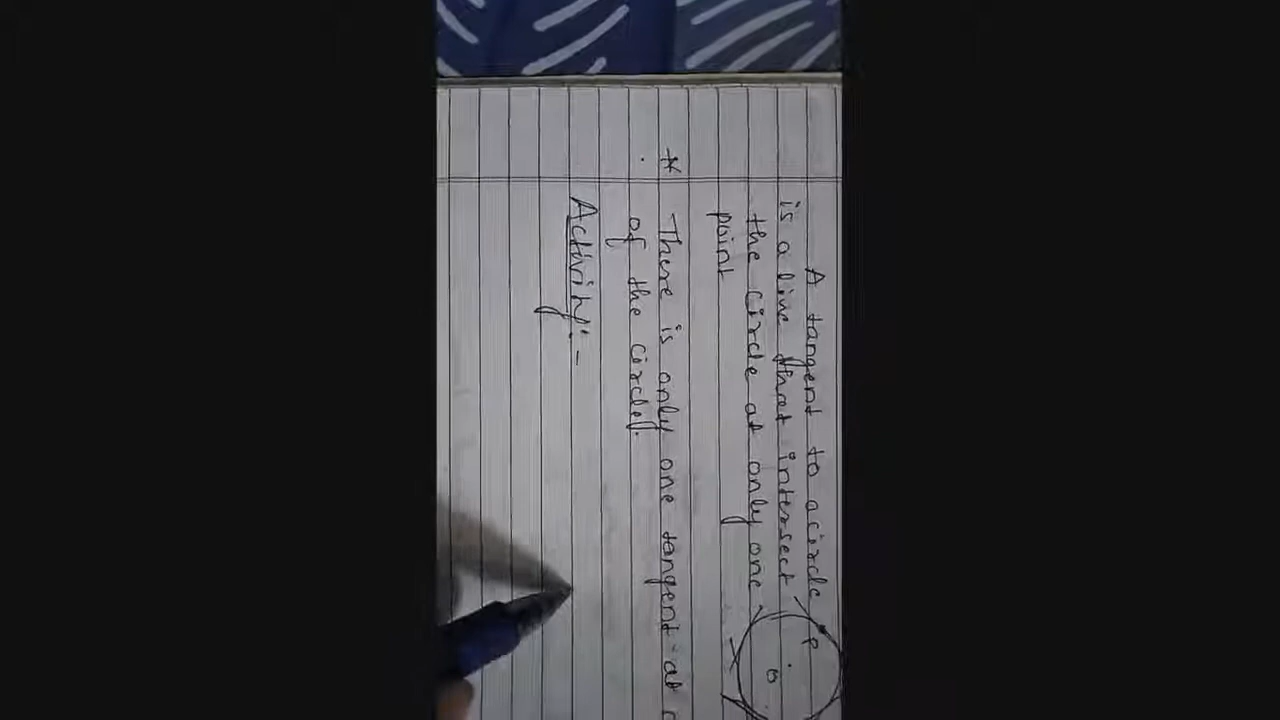 A tangent to a circle
is a line that intersect
the circle at only one
point
P
O
* There is only one tangent at
of the circle.
Activity:-